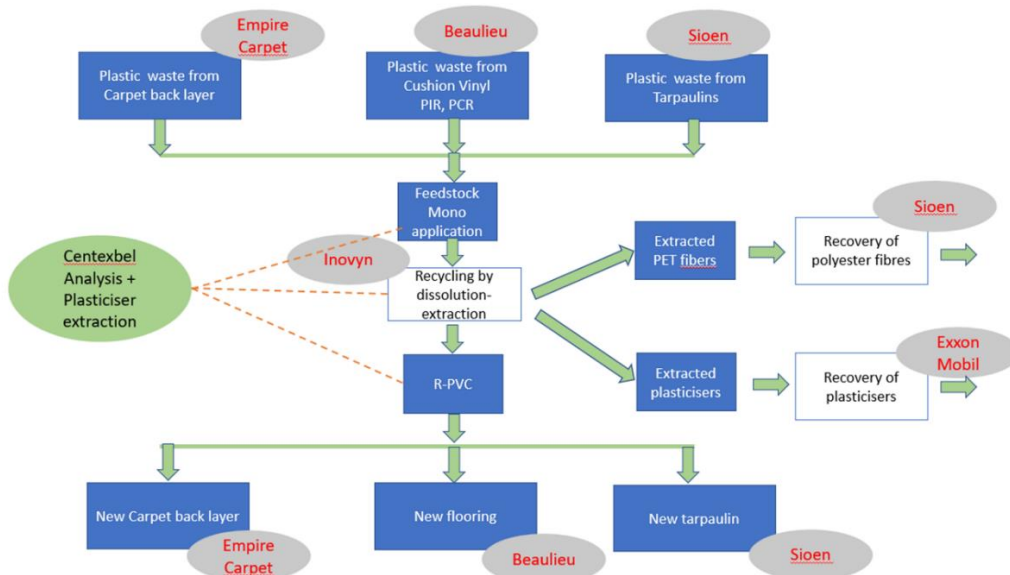 Empire
Carpet
Beaulieu
Sioen
Plastic waste from
Carpet back layer
Plastic waste from
Cushion Vinyl
PIR, PCR
Plastic waste from
Tarpaulins
Feedstock
Mono
application
Sioen
Centexbel
Analysis +
Plasticiser
extraction
Inovyn
Recycling by
dissolution-
extraction
Extracted
PET fibers
Recovery of
polyester fibres
Exxon
Mobil
R-PVC
Extracted
plasticisers
Recovery of
plasticisers
New Carpet back layer
New flooring
New tarpaulin
Empire
Carpet
Beaulieu
Sioen